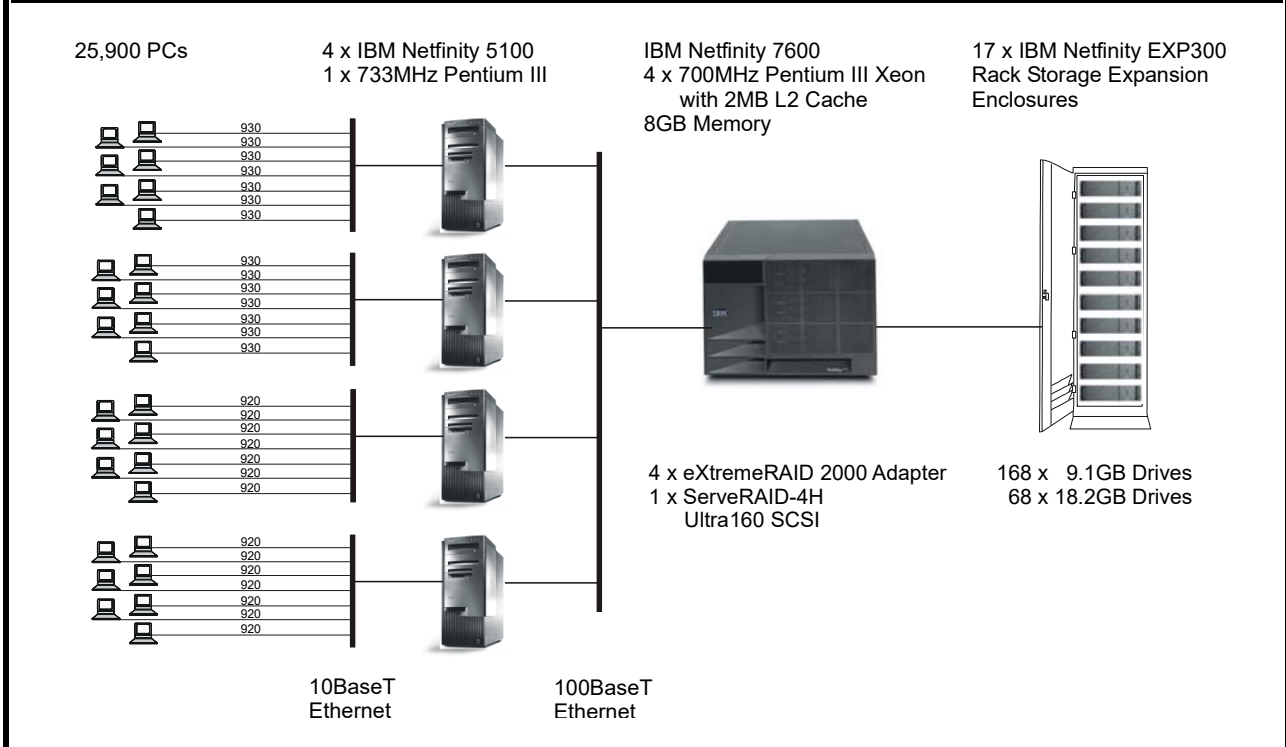 25,900 PCs
4 x IBM Netfinity 5100
1 x 733MHz Pentium III
IBM Netfinity 7600
4 x 700MHz Pentium III Xeon
with 2MB L2 Cache
8GB Memory
17 x IBM Netfinity EXP300
Rack Storage Expansion
Enclosures
930
930
930
930
930
930
930
930
930
930
930
930
930
930
920
920
920
920
920
920
920
920
920
920
920
920
920
920
IBM
4 x eXtremeRAID 2000 Adapter
1 x ServeRAID-4H
Ultra160 SCSI
168 x 9.1GB Drives
68 x 18.2GB Drives
10BaseT
Ethernet
100BaseT
Ethernet